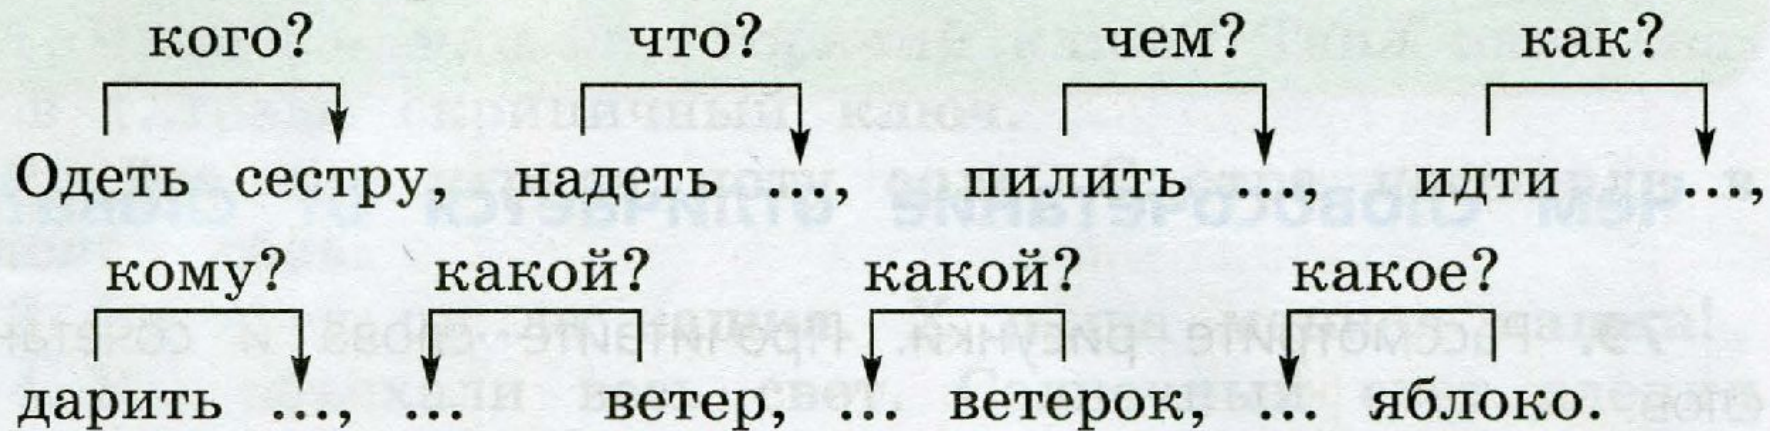 кого? что? чем? как?
Одеть сестру, надеть ..., пилить ..., идти ...,
кому? какой? какой? какое?
дарить ..., ... ветер, ... ветерок, ... яблоко.